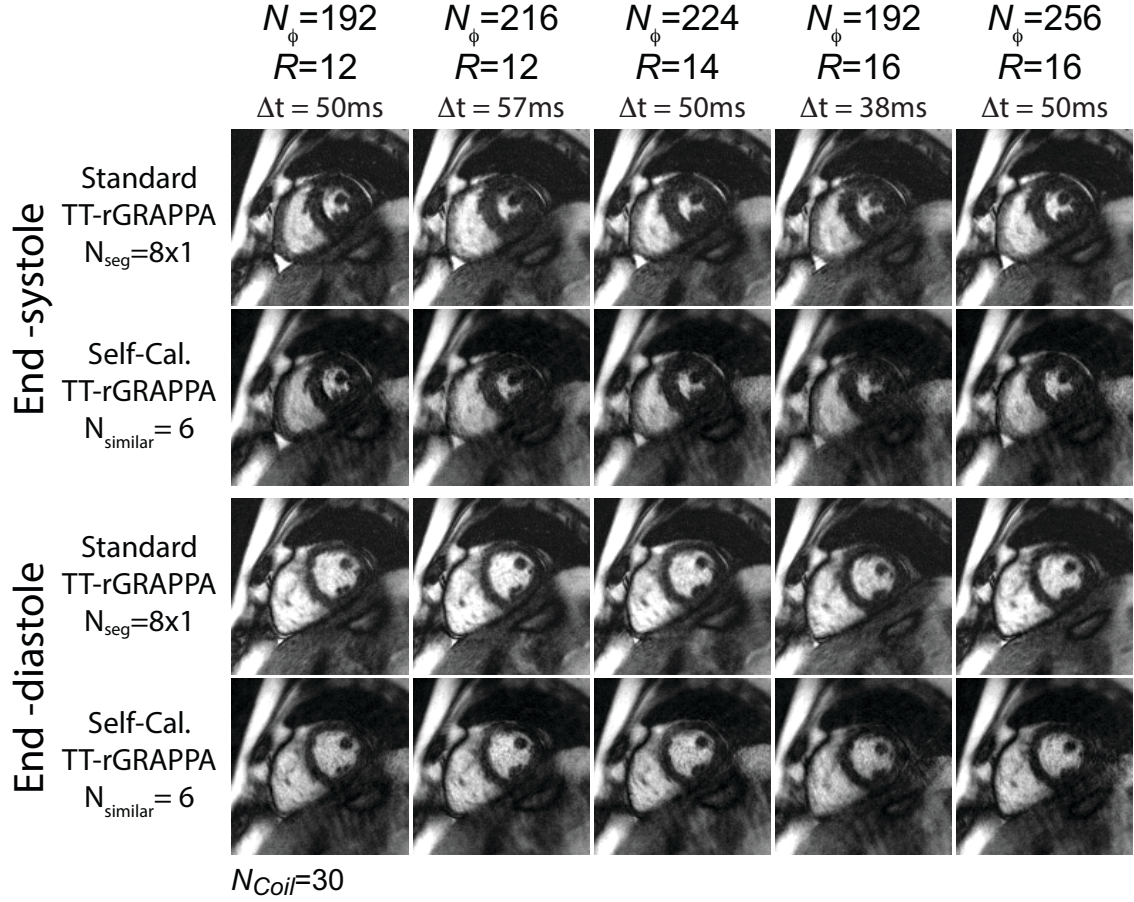 Nϕ=192 Nϕ=216 Nϕ=224 Nϕ=192 Nϕ=256
R=12 R=12 R=14 R=16 R=16
Δt = 50ms Δt = 57ms Δt = 50ms Δt = 38ms Δt = 50ms
End -systole
Standard
TT-rGRAPPA
Nseg=8x1
Self-Cal.
TT-rGRAPPA
Nsimilar= 6
End -diastole
Standard
TT-rGRAPPA
Nseg=8x1
Self-Cal.
TT-rGRAPPA
Nsimilar= 6
NCoil=30